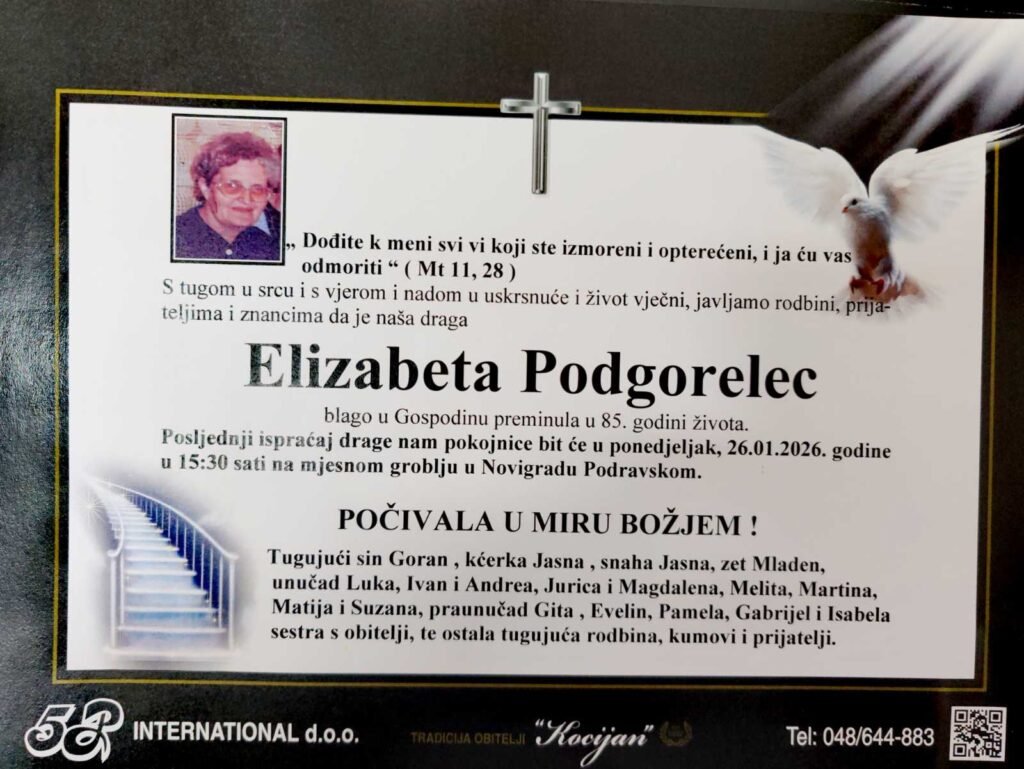 „ Dođite k meni svi vi koji ste izmoreni i opterećeni, i ja ću vas
odmoriti “ ( Mt 11, 28 )
S tugom u srcu i s vjerom i nadom u uskrsnuće i život vječni, javljamo rodbini, prija-
teljima i znancima da je naša draga
Elizabeta Podgorelec
blago u Gospodinu preminula u 85. godini života.
Posljednji ispraćaj drage nam pokojnice bit će u ponedjeljak, 26.01.2026. godine
u 15:30 sati na mjesnom groblju u Novigradu Podravskom.
POČIVALA U MIRU BOŽJEM !
Tugujući sin Goran , kćerka Jasna , snaha Jasna, zet Mladen,
unučad Luka, Ivan i Andrea, Jurica i Magdalena, Melita, Martina,
Matija i Suzana, praunučad Gita , Evelin, Pamela, Gabrijel i Isabela
sestra s obitelji, te ostala tugujuća rodbina, kumovi i prijatelji.
INTERNATIONAL d.o.o.
TRADICIJA OBITELJI "Kocijan"
Tel: 048/644-883